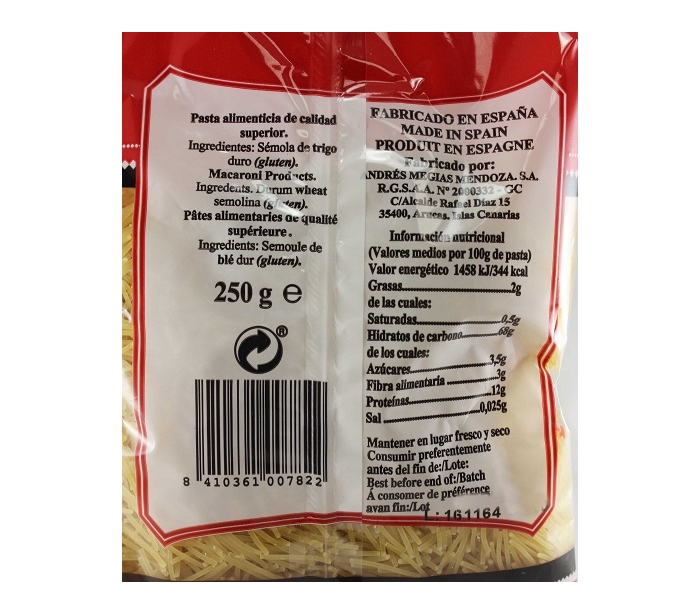 Pasta alimenticia de calidad
superior.
Ingredientes: Sémola de trigo
duro (gluten).
Macaroni Products.
Ingredents. Durum wheat
semolina (gluten).
Pâtes alimentaries de qualité
supérieure.
Ingredients: Semoule de
blé dur (gluten).
250 g ℮
®
8 410361 007822
FABRICADO EN ESPAÑA
MADE IN SPAIN
PRODUIT EN ESPAGNE
Fabricado por:
ANDRÉS MEGIAS MENDOZA. S.A.
R.G.S.A.A. Nº 2000332 - GC
C/Alcalde Rafael Díaz 15
35400, Arucas, Islas Canarias
Información nutricional
(Valores medios por 100g de pasta)
Valor energético 1458 kJ/344 kcal
Grasas 2g
de las cuales:
Saturadas 0,5g
Hidratos de carbono 68g
de los cuales:
Azúcares 3,5g
Fibra alimentaria 3g
Proteínas 12g
Sal 0,025g
Mantener en lugar fresco y seco
Consumir preferentemente
antes del fin de:/Lote:
Best before end of:/Batch
Á consomer de préférence
avan fin:/Lot
L: 161164